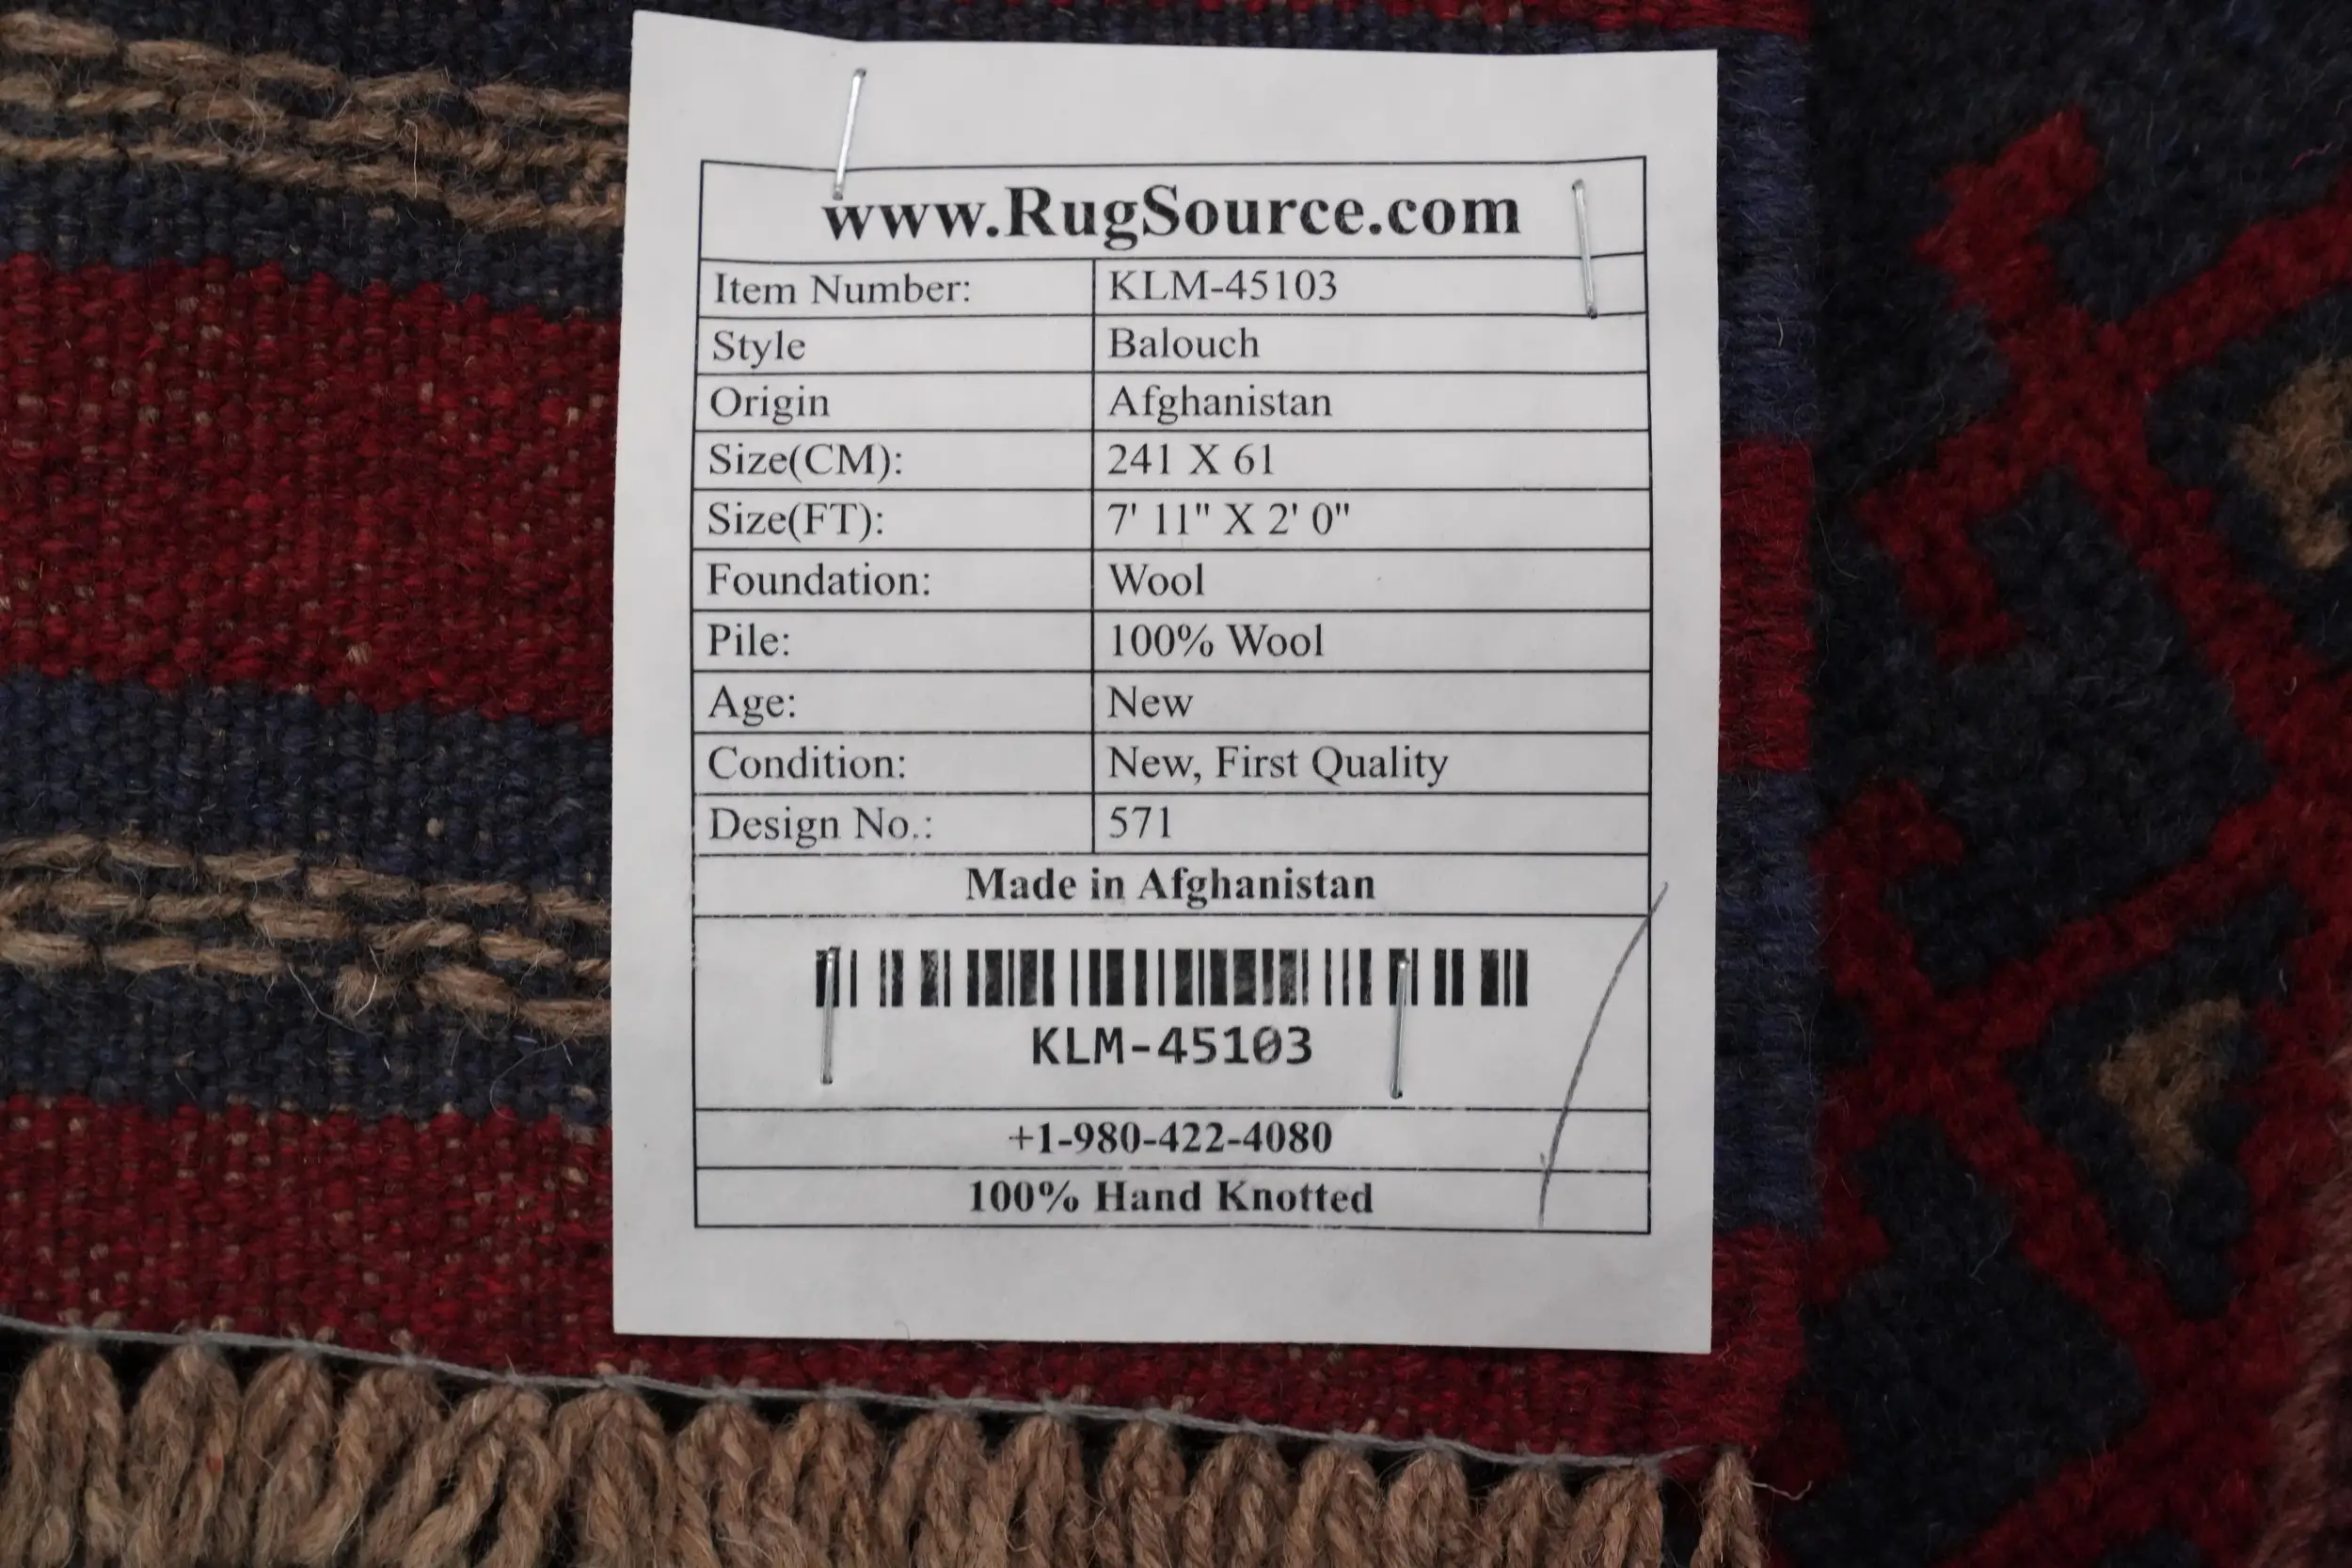 www.RugSource.com
Item Number: KLM-45103
Style Balouch
Origin Afghanistan
Size(CM): 241 X 61
Size(FT): 7' 11" X 2' 0"
Foundation: Wool
Pile: 100% Wool
Age: New
Condition: New, First Quality
Design No.: 571
Made in Afghanistan
KLM-45103
+1-980-422-4080
100% Hand Knotted